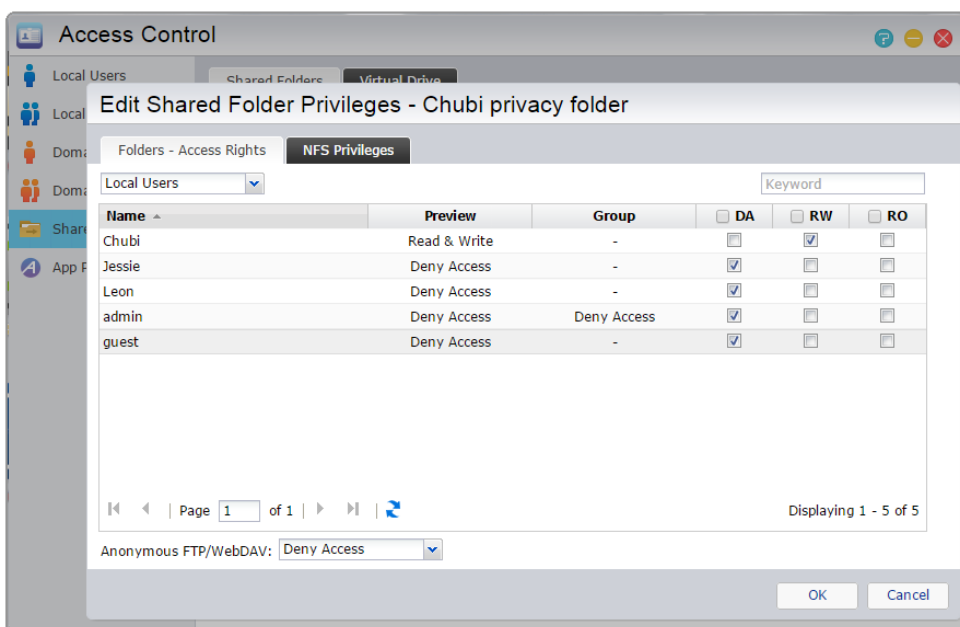 Access Control
Local Users
Shared Folders Virtual Drive
Edit Shared Folder Privileges - Chubi privacy folder
Local
Folders - Access Rights NFS Privileges
Doma
Local Users Keyword
Doma
Name Preview Group DA RW RO
Share
Chubi Read & Write -
Jessie Deny Access -
App P
Leon Deny Access -
admin Deny Access Deny Access
guest Deny Access -
Page 1 of 1 Displaying 1 - 5 of 5
Anonymous FTP/WebDAV: Deny Access
OK Cancel